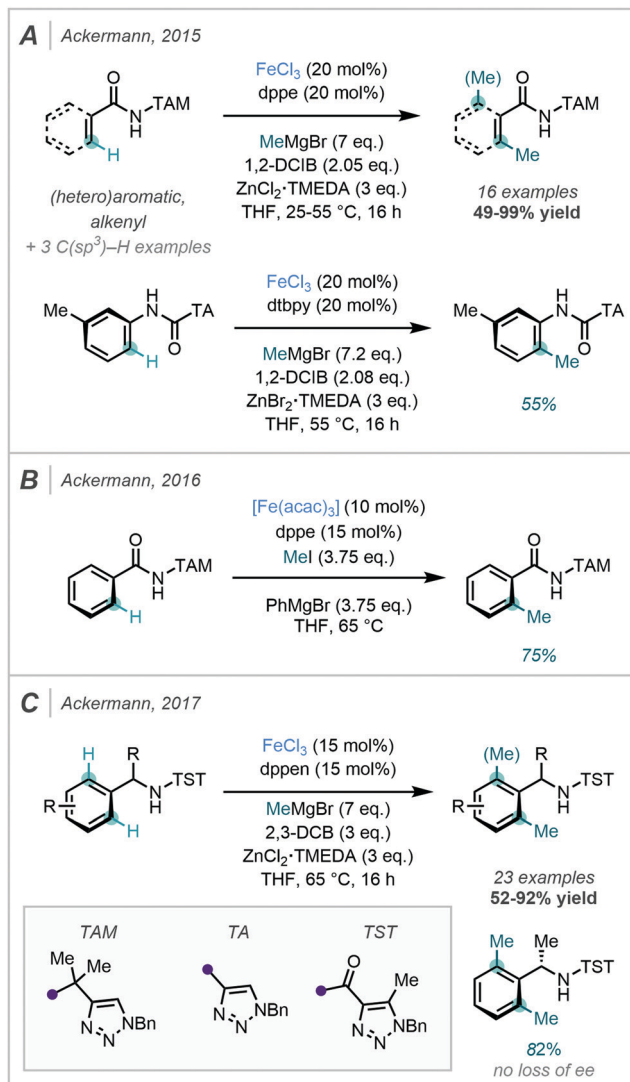 A | Ackermann, 2015
O
N
H
TAM
H
(hetero)aromatic,
alkenyl
+ 3 C(sp³)–H examples
FeCl₃ (20 mol%)
dppe (20 mol%)
MeMgBr (7 eq.)
1,2-DCIB (2.05 eq.)
ZnCl₂·TMEDA (3 eq.)
THF, 25-55 °C, 16 h
(Me)
O
N
H
TAM
Me
16 examples
49-99% yield
Me
H
N
TA
O
H
FeCl₃ (20 mol%)
dtbpy (20 mol%)
MeMgBr (7.2 eq.)
1,2-DCIB (2.08 eq.)
ZnBr₂·TMEDA (3 eq.)
THF, 55 °C, 16 h
Me
H
N
TA
O
Me
55%
B | Ackermann, 2016
O
N
H
TAM
H
[Fe(acac)₃] (10 mol%)
dppe (15 mol%)
MeI (3.75 eq.)
PhMgBr (3.75 eq.)
THF, 65 °C
O
N
H
TAM
Me
75%
C | Ackermann, 2017
H
R
N
H
TST
R
H
FeCl₃ (15 mol%)
dppen (15 mol%)
MeMgBr (7 eq.)
2,3-DCB (3 eq.)
ZnCl₂·TMEDA (3 eq.)
THF, 65 °C, 16 h
(Me)
R
N
H
TST
R
Me
23 examples
52-92% yield
TAM
Me
Me
N
N
NBn
TA
N
N
NBn
TST
O
Me
N
N
NBn
Me
Me
N
H
TST
Me
82%
no loss of ee